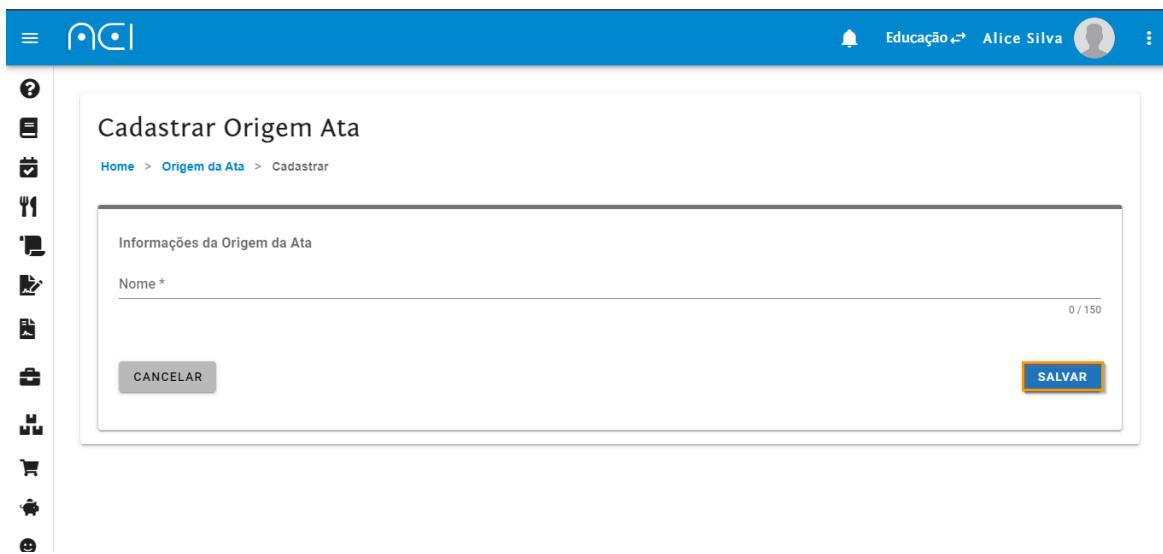 Educação Alice Silva
Cadastrar Origem Ata
Home > Origem da Ata > Cadastrar
Informações da Origem da Ata
Nome *
0 / 150
CANCELAR SALVAR